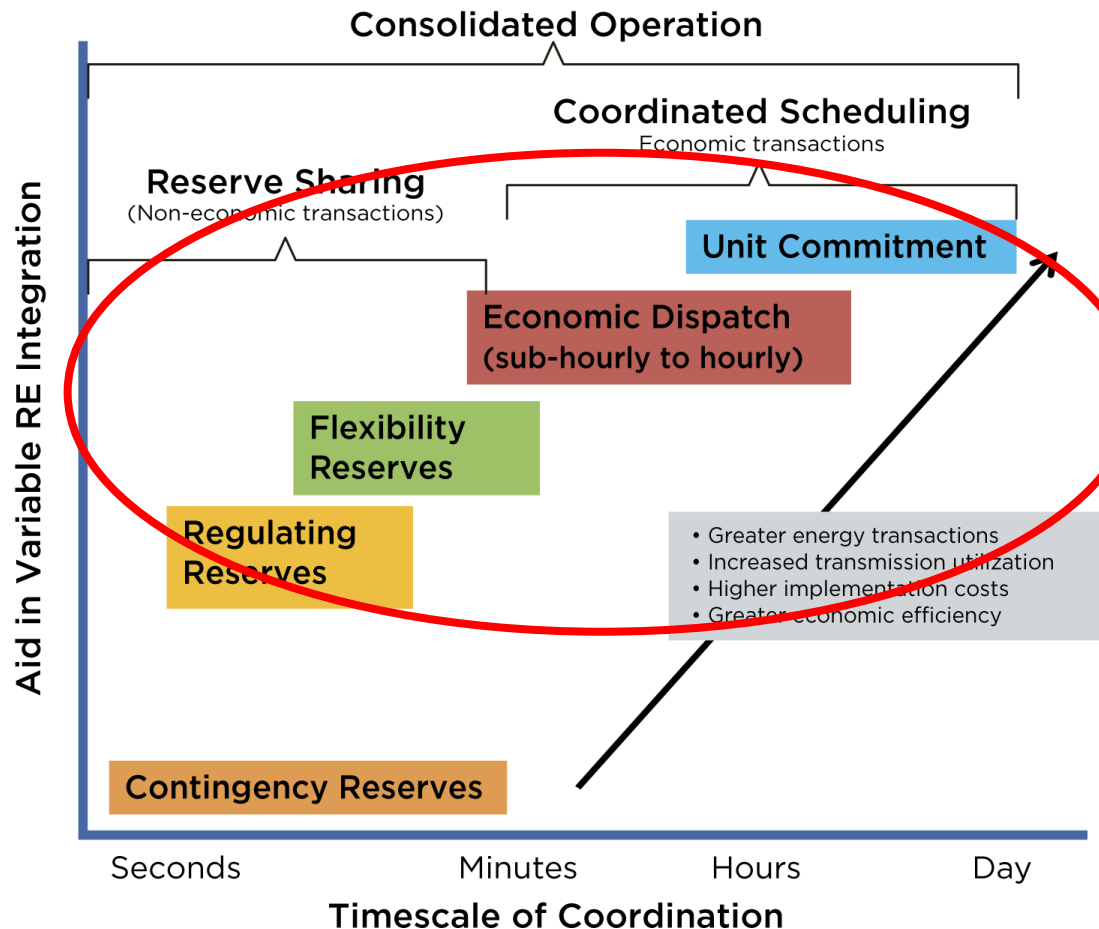 Consolidated Operation
Coordinated Scheduling
Economic transactions
Reserve Sharing
(Non-economic transactions)
Unit Commitment
Economic Dispatch
(sub-hourly to hourly)
Flexibility
Reserves
Regulating
Reserves
• Greater energy transactions
• Increased transmission utilization
• Higher implementation costs
• Greater economic efficiency
Contingency Reserves
Aid in Variable RE Integration
Seconds Minutes Hours Day
Timescale of Coordination